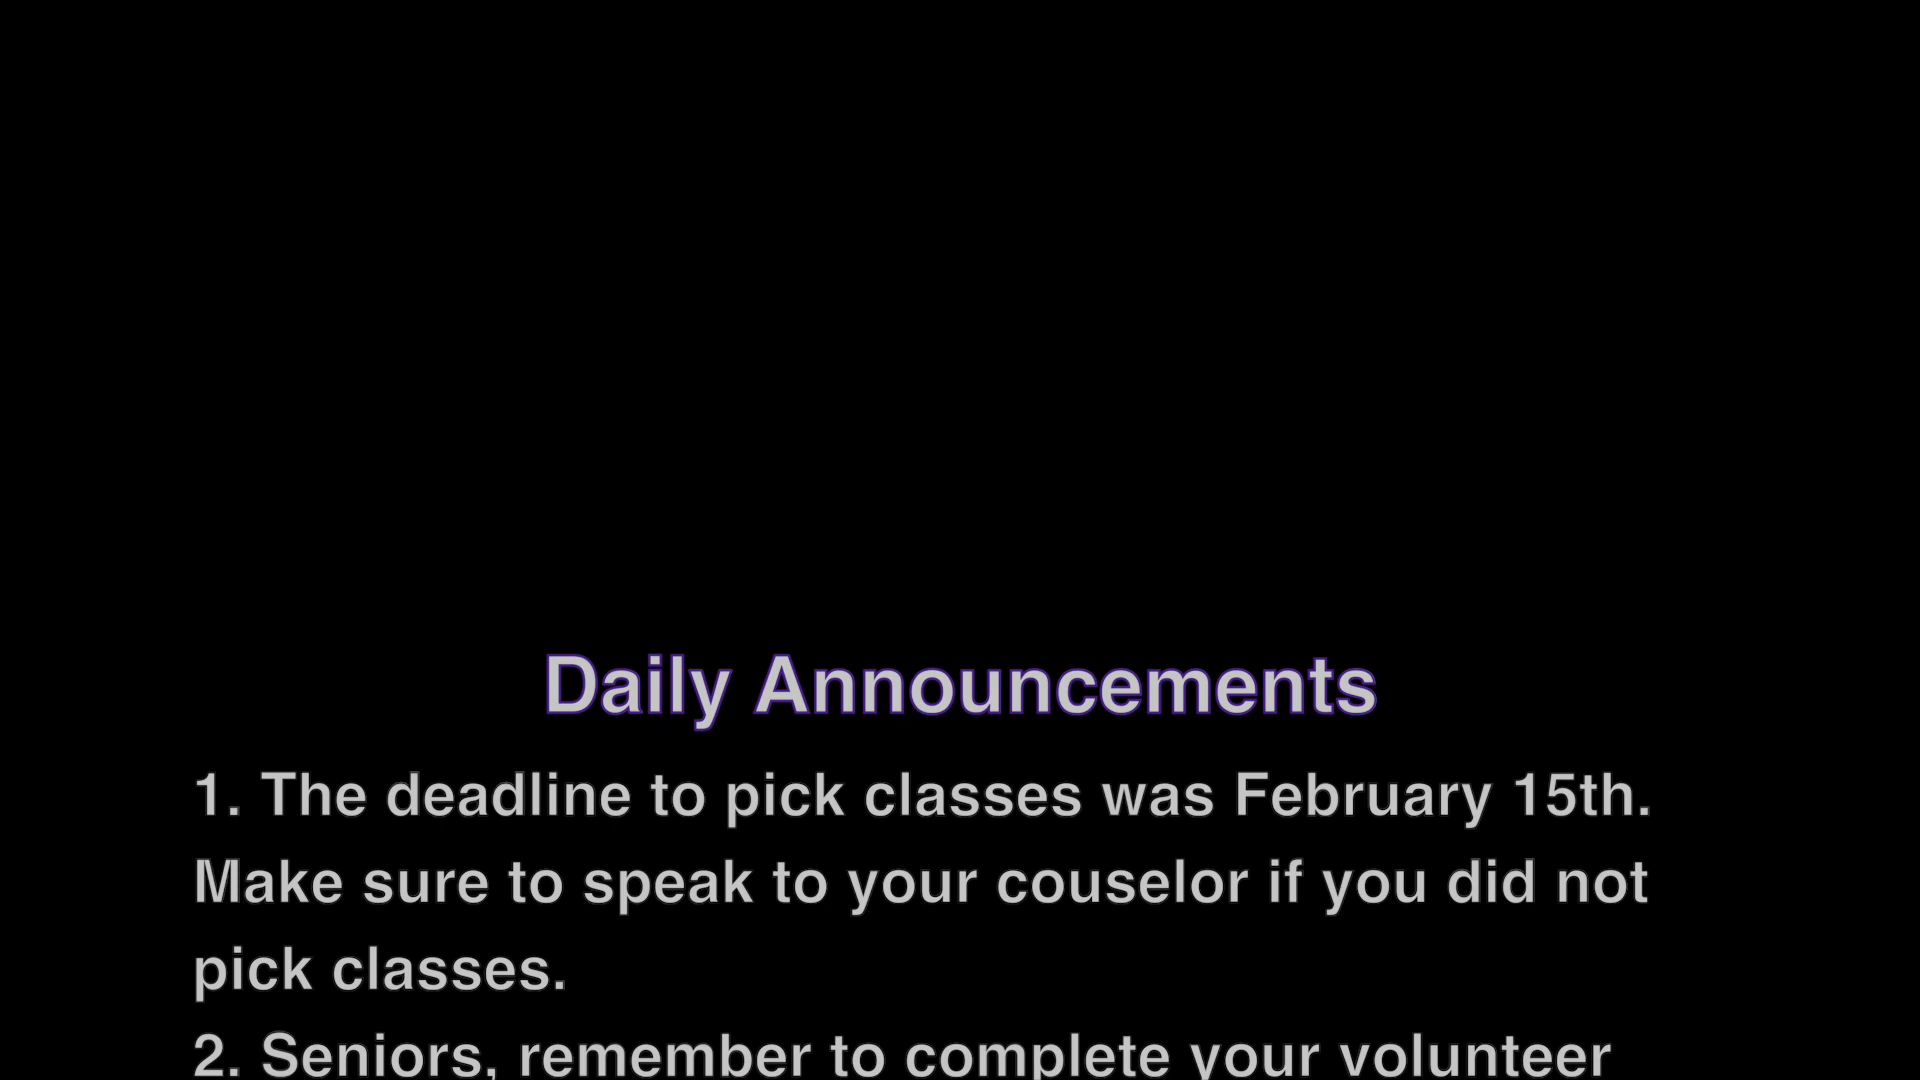 Daily Announcements
1. The deadline to pick classes was February 15th.
Make sure to speak to your couselor if you did not
pick classes.
2. Seniors, remember to complete your volunteer